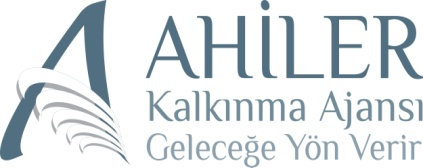 AHİLER
Kalkınma Ajansı
Geleceğe Yön Verir